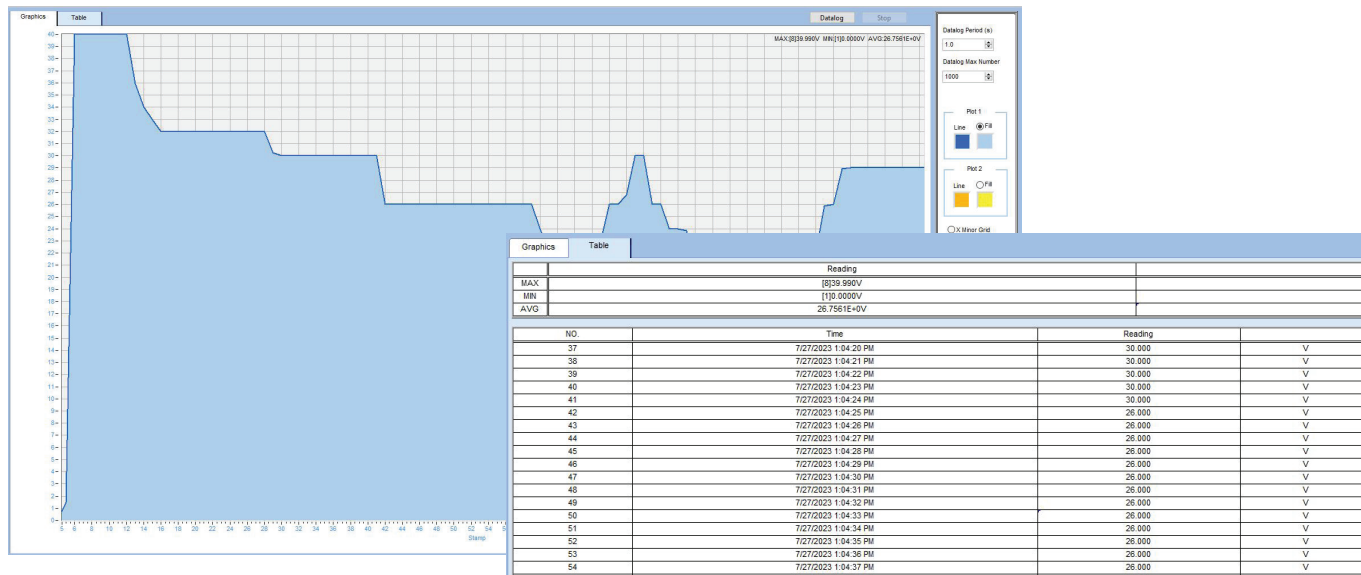 Graphics Table Datalog Stop
MAX:[8]39.990V MIN:[1]0.0000V AVG:26.7561E+0V
40
39
38
37
36
35
34
33
32
31
30
29
28
27
26
25
24
23
22
21
20
19
18
17
16
15
14
13
12
11
10
9
8
7
6
5
4
3
2
1
0
5 6 8 10 12 14 16 18 20 22 24 26 28 30 32 34 36 38 40 42 44 46 48 50 52 54
Stamp
Datalog Period (s)
1.0
Datalog Max Number
1000
Plot 1
Line Fill
Plot 2
Line Fill
X Minor Grid
Graphics Table
Reading
MAX [8]39.990V
MIN [1]0.0000V
AVG 26.7561E+0V
NO. Time Reading
37 7/27/2023 1:04:20 PM 30.000 V
38 7/27/2023 1:04:21 PM 30.000 V
39 7/27/2023 1:04:22 PM 30.000 V
40 7/27/2023 1:04:23 PM 30.000 V
41 7/27/2023 1:04:24 PM 30.000 V
42 7/27/2023 1:04:25 PM 26.000 V
43 7/27/2023 1:04:26 PM 26.000 V
44 7/27/2023 1:04:27 PM 26.000 V
45 7/27/2023 1:04:28 PM 26.000 V
46 7/27/2023 1:04:29 PM 26.000 V
47 7/27/2023 1:04:30 PM 26.000 V
48 7/27/2023 1:04:31 PM 26.000 V
49 7/27/2023 1:04:32 PM 26.000 V
50 7/27/2023 1:04:33 PM 26.000 V
51 7/27/2023 1:04:34 PM 26.000 V
52 7/27/2023 1:04:35 PM 26.000 V
53 7/27/2023 1:04:36 PM 26.000 V
54 7/27/2023 1:04:37 PM 26.000 V